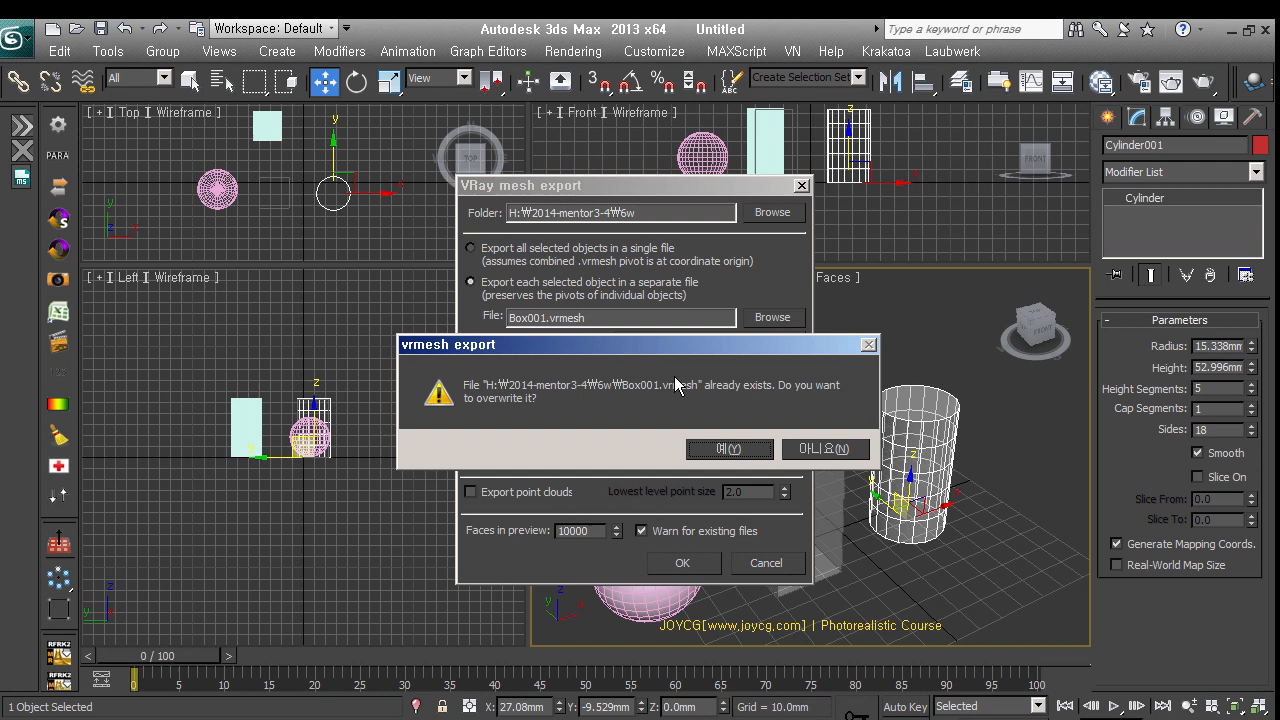 Workspace: Default
Autodesk 3ds Max 2013 x64 Untitled
Type a keyword or phrase
Edit Tools Group Views Create Modifiers Animation Graph Editors Rendering Customize MAXScript VN Help Krakatoa Laubwerk
All
View
Create Selection Set
[ + ] [ Top ] [ Wireframe ]
[ + ] [ Front ] [ Wireframe ]
TOP
FRONT
PARA
Cylinder001
Modifier List
Cylinder
VRay mesh export
Folder: H:₩2014-mentor3-4₩6w Browse
Export all selected objects in a single file
(assumes combined .vrmesh pivot is at coordinate origin)
Export each selected object in a separate file
(preserves the pivots of individual objects)
File: Box001.vrmesh Browse
[ + ] [ Left ] [ Wireframe ]
Faces ]
vrmesh export
File "H:₩2014-mentor3-4₩6w₩Box001.vrmesh" already exists. Do you want
to overwrite it?
예(Y) 아니요(N)
Export point clouds Lowest level point size 2.0
Faces in preview: 10000 Warn for existing files
OK Cancel
Parameters
Radius: 15.338mm
Height: 52.996mm
Height Segments: 5
Cap Segments: 1
Sides: 18
Smooth
Slice On
Slice From: 0.0
Slice To: 0.0
Generate Mapping Coords.
Real-World Map Size
JOYCG[www.joycg.com] | Photorealistic Course
RFRK2
RFRK2
< 0 / 100 >
0 5 10 15 20 25 30 35 40 45 50 55 60 65 70 75 80 85 90 95 100
1 Object Selected X: 27.08mm Y: -9.529mm Z: 0.0mm Grid = 10.0mm Auto Key Selected